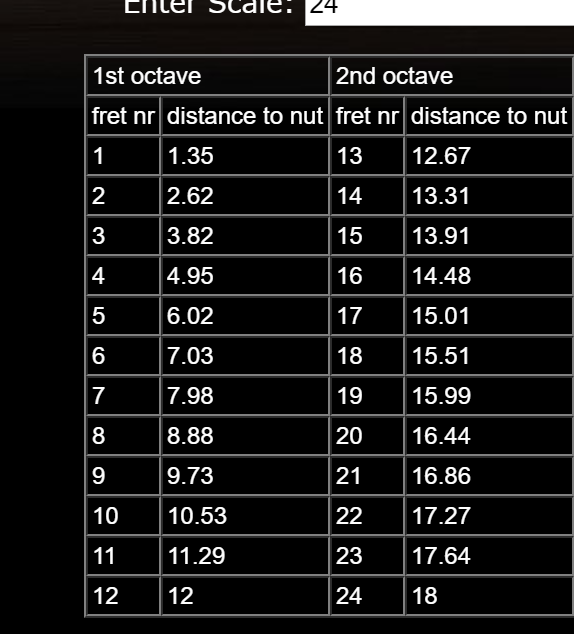 Enter Scale: 24
1st octave 2nd octave
fret nr distance to nut fret nr distance to nut
1 1.35 13 12.67
2 2.62 14 13.31
3 3.82 15 13.91
4 4.95 16 14.48
5 6.02 17 15.01
6 7.03 18 15.51
7 7.98 19 15.99
8 8.88 20 16.44
9 9.73 21 16.86
10 10.53 22 17.27
11 11.29 23 17.64
12 12 24 18